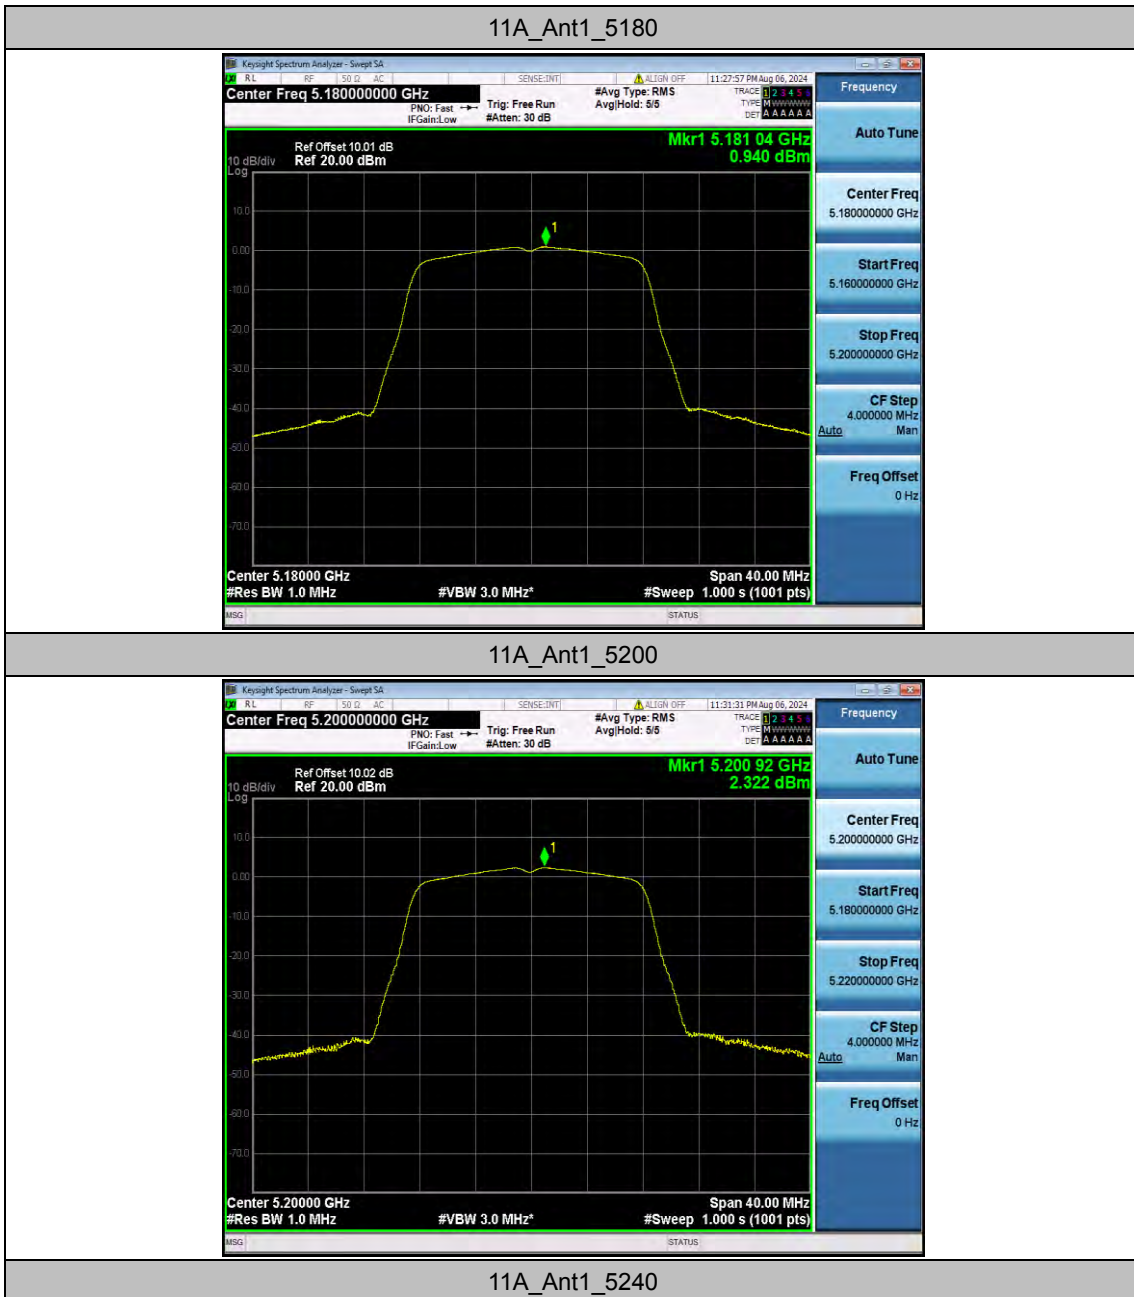 11A_Ant1_5180
Keysight Spectrum Analyzer - Swept SA
RL RF 50 Ω AC SENSE:INT ALIGN OFF 11:27:57 PM Aug 06, 2024
Center Freq 5.180000000 GHz
PNO: Fast
IFGain:Low
Trig: Free Run
#Atten: 30 dB
#Avg Type: RMS
Avg|Hold: 5/5
TRACE 1 2 3 4 5 6
TYPE M
DET A A A A A A
Mkr1 5.181 04 GHz
0.940 dBm
Ref Offset 10.01 dB
10 dB/div Ref 20.00 dBm
Log
10.0
0.00
-10.0
-20.0
-30.0
-40.0
-50.0
-60.0
-70.0
1
Center 5.18000 GHz Span 40.00 MHz
#Res BW 1.0 MHz #VBW 3.0 MHz* #Sweep 1.000 s (1001 pts)
MSG STATUS
Frequency
Auto Tune
Center Freq
5.180000000 GHz
Start Freq
5.160000000 GHz
Stop Freq
5.200000000 GHz
CF Step
4.000000 MHz
Auto Man
Freq Offset
0 Hz
11A_Ant1_5200
Keysight Spectrum Analyzer - Swept SA
RL RF 50 Ω AC SENSE:INT ALIGN OFF 11:31:31 PM Aug 06, 2024
Center Freq 5.200000000 GHz
PNO: Fast
IFGain:Low
Trig: Free Run
#Atten: 30 dB
#Avg Type: RMS
Avg|Hold: 5/5
TRACE 1 2 3 4 5 6
TYPE M
DET A A A A A A
Mkr1 5.200 92 GHz
2.322 dBm
Ref Offset 10.02 dB
10 dB/div Ref 20.00 dBm
Log
10.0
0.00
-10.0
-20.0
-30.0
-40.0
-50.0
-60.0
-70.0
1
Center 5.20000 GHz Span 40.00 MHz
#Res BW 1.0 MHz #VBW 3.0 MHz* #Sweep 1.000 s (1001 pts)
MSG STATUS
Frequency
Auto Tune
Center Freq
5.200000000 GHz
Start Freq
5.180000000 GHz
Stop Freq
5.220000000 GHz
CF Step
4.000000 MHz
Auto Man
Freq Offset
0 Hz
11A_Ant1_5240